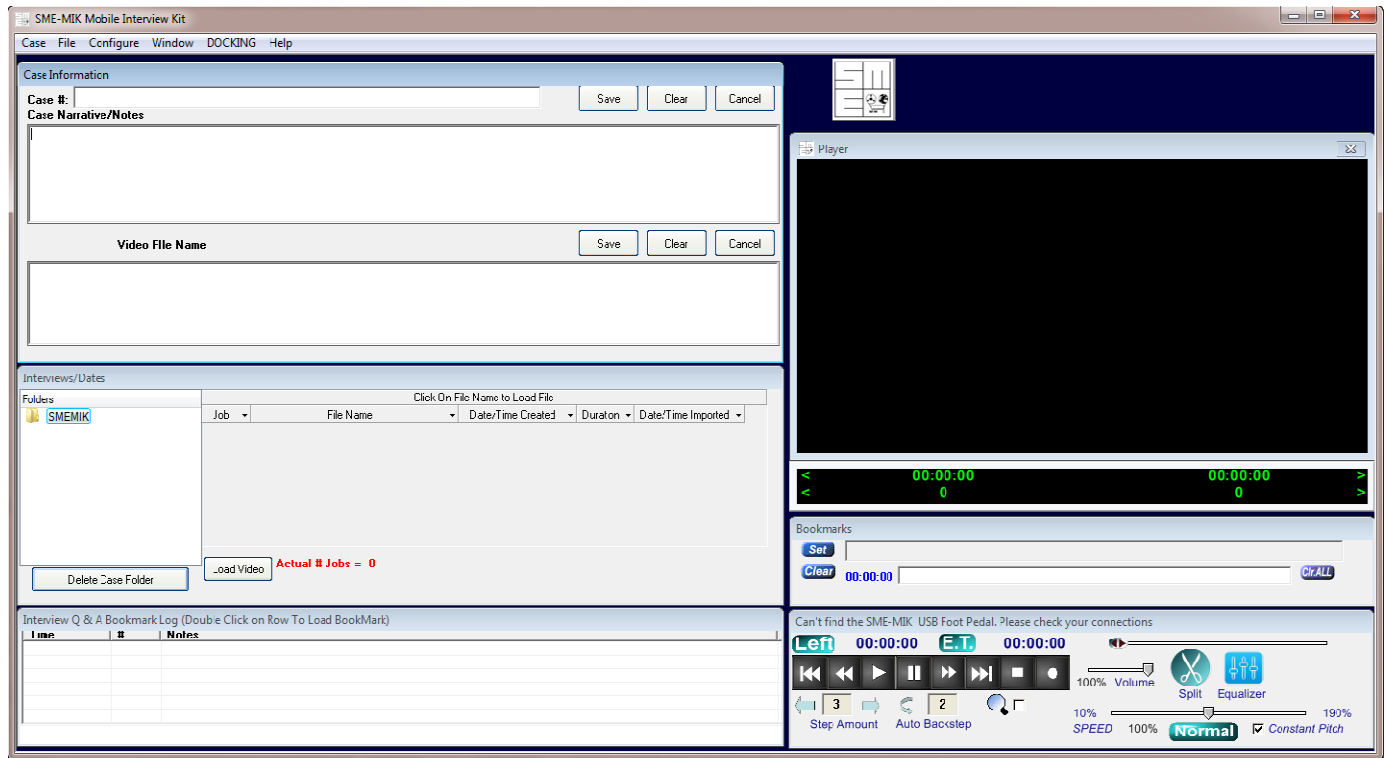 SME-MIK Mobile Interview Kit
Case File Configure Window DOCKING Help
Case Information
Case #:
Save Clear Cancel
Case Narrative/Notes
Video FIle Name
Save Clear Cancel
Interviews/Dates
Folders
SMEMIK
Click On File Name to Load File
Job File Name Date/Time Created Duraton Date/Time Imported
Delete Case Folder
Load Video
Actual # Jobs = 0
Interview Q & A Bookmark Log (Double Click on Row To Load BookMark)
Time # Notes
SME
Player
< 00:00:00 00:00:00 >
< 0 0 >
Bookmarks
Set
Clear 00:00:00 Clr.ALL
Can't find the SME-MIK USB Foot Pedal. Please check your connections
Left 00:00:00 E.T. 00:00:00
100% Volume
Split Equalizer
3 2
Step Amount Auto Backstep
10% 190%
SPEED 100% Normal Constant Pitch